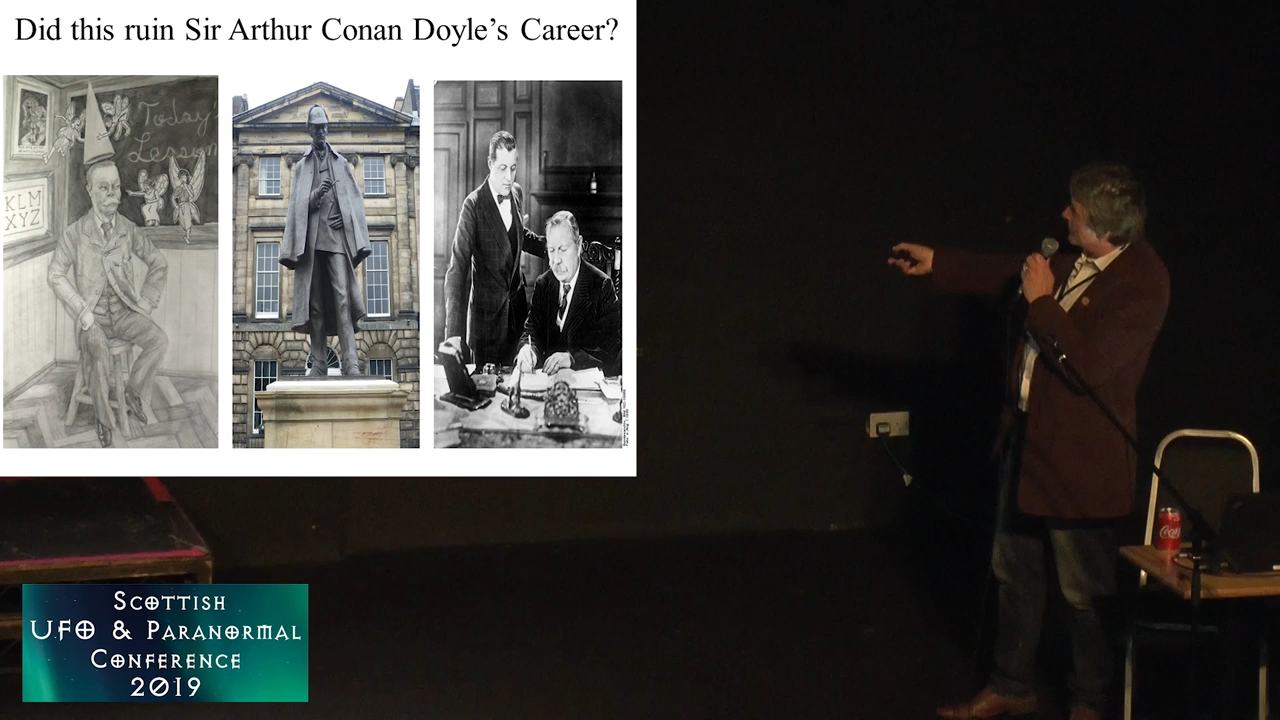 Did this ruin Sir Arthur Conan Doyle’s Career?
Today's
Lesson
KLM
XYZ
Scottish
UFO & Paranormal
Conference
2019